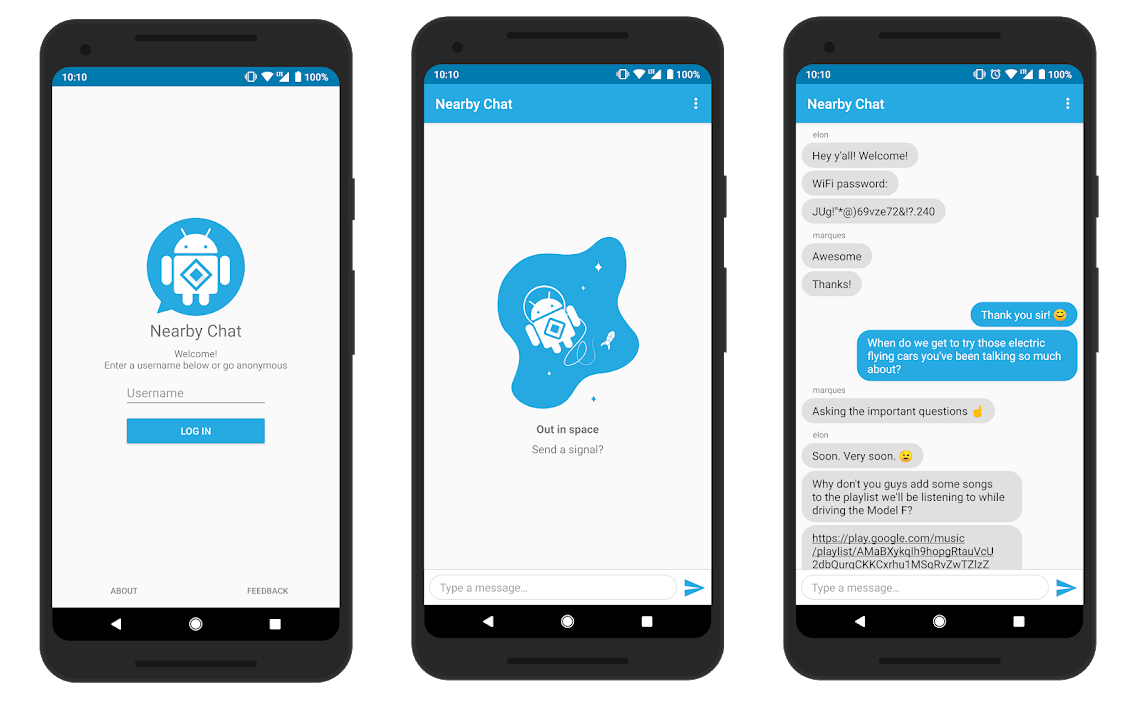 10:10
LTE
100%
Nearby Chat
Welcome!
Enter a username below or go anonymous
Username
LOG IN
ABOUT
FEEDBACK
10:10
LTE
100%
Nearby Chat
Out in space
Send a signal?
Type a message...
10:10
LTE
100%
Nearby Chat
elon
Hey y'all! Welcome!
WiFi password:
JUg!"*@)69vze72&!?.240
marques
Awesome
Thanks!
Thank you sir! 😄
When do we get to try those electric
flying cars you've been talking so much
about?
marques
Asking the important questions ☝️
elon
Soon. Very soon. 😉
Why don't you guys add some songs
to the playlist we'll be listening to while
driving the Model F?
https://play.google.com/music
/playlist/AMaBXykqIh9hopgRtauVcU
Type a message...